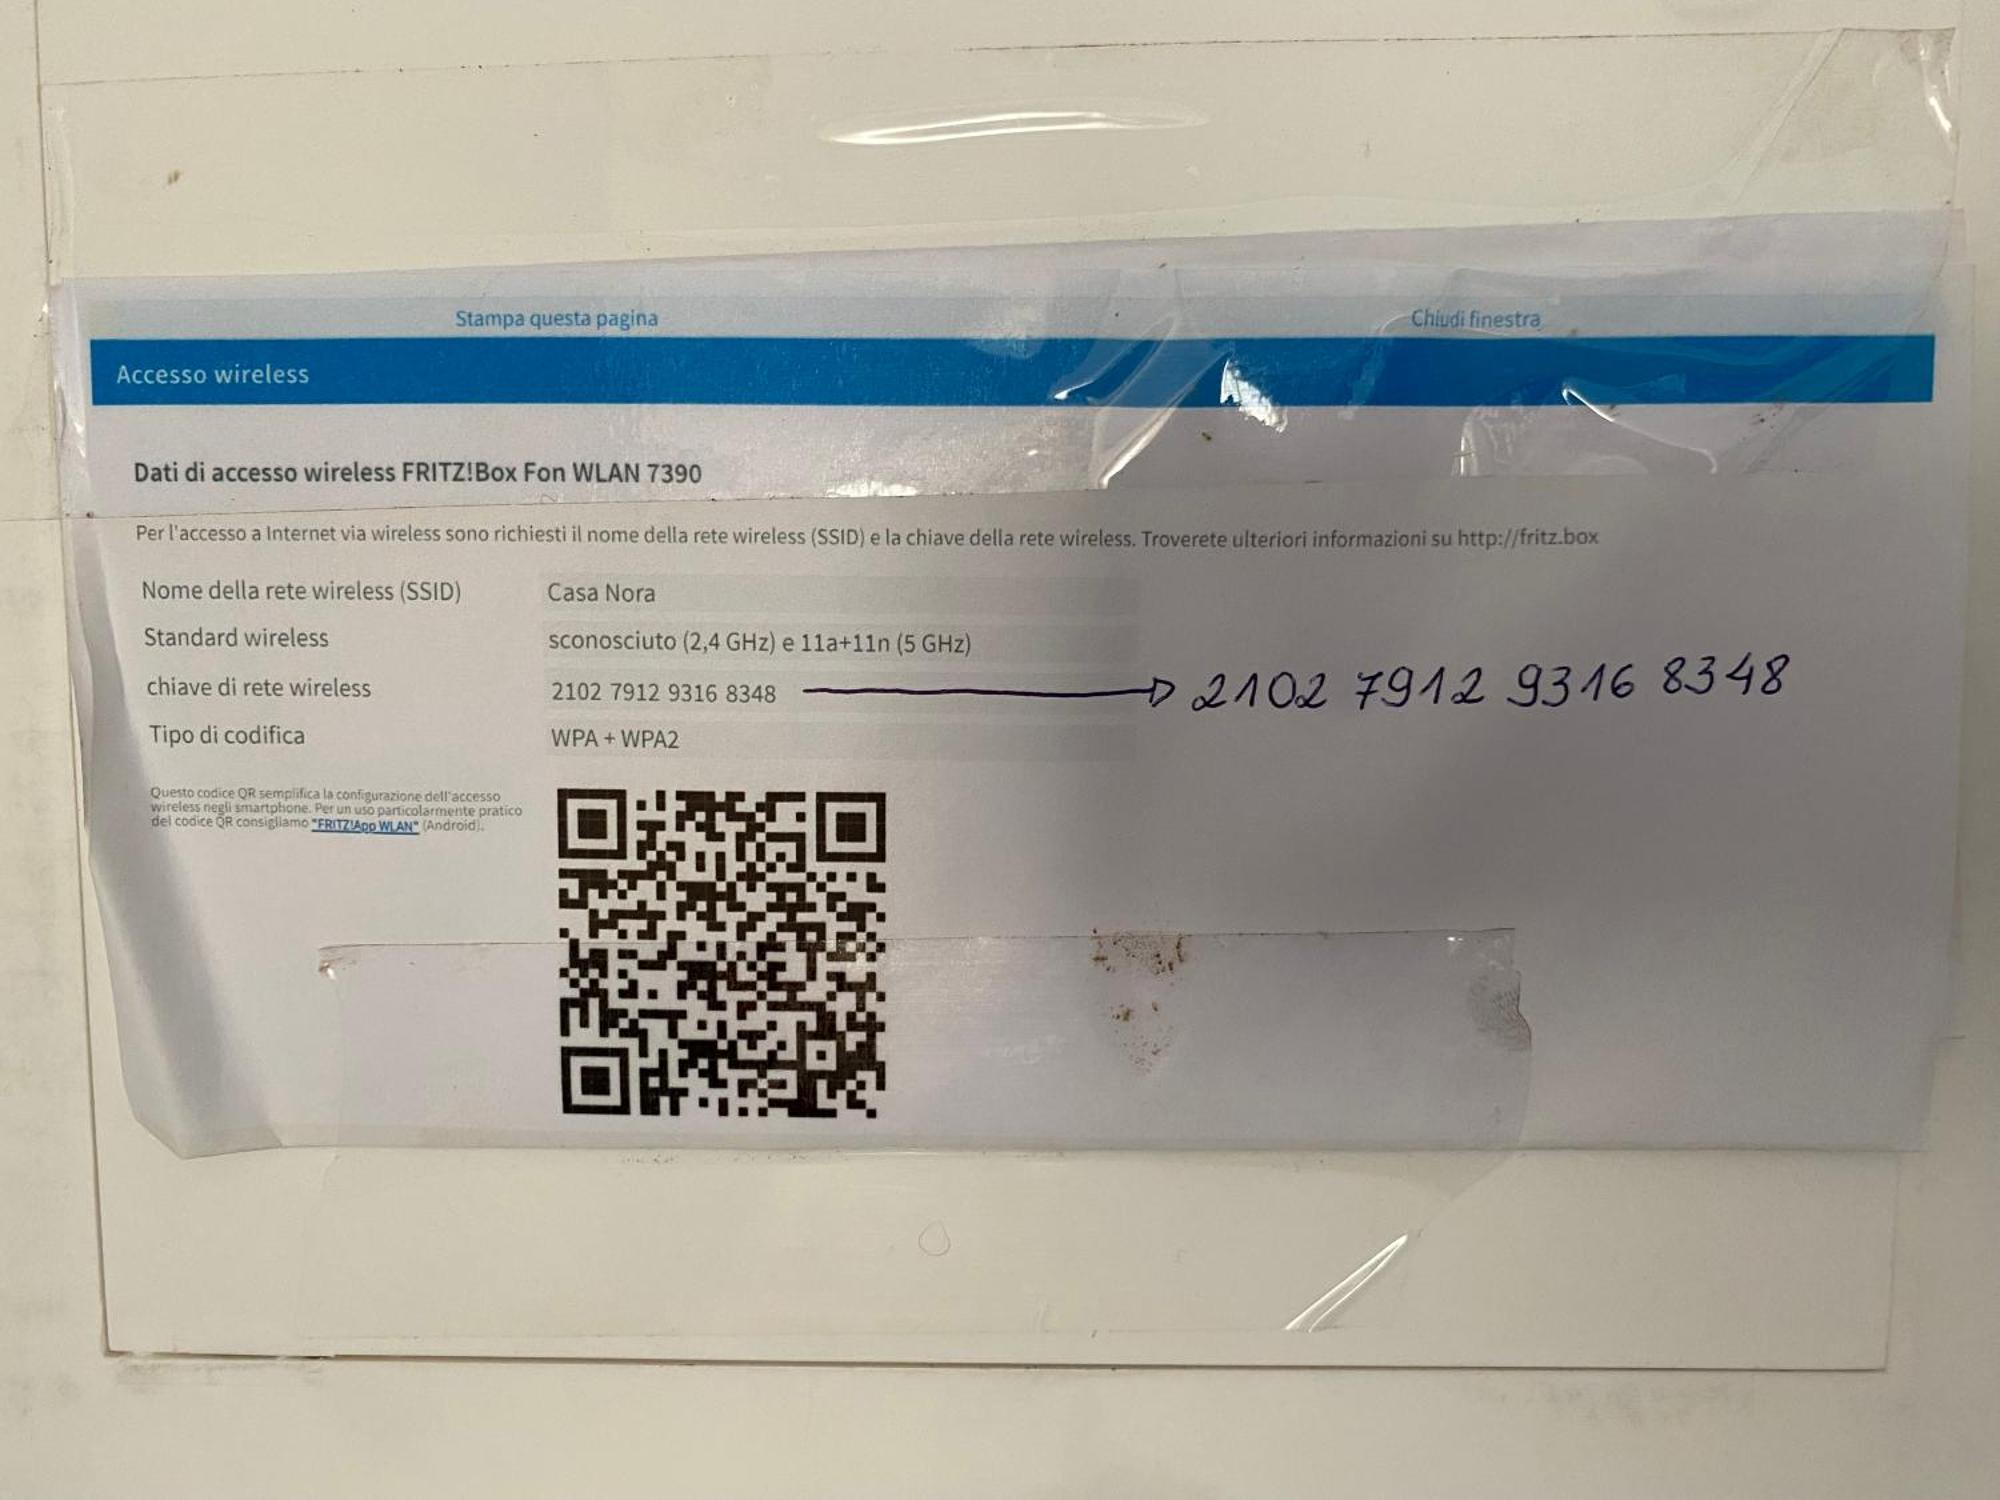 Stampa questa pagina
Chiudi finestra
Accesso wireless
Dati di accesso wireless FRITZ!Box Fon WLAN 7390
Per l'accesso a Internet via wireless sono richiesti il nome della rete wireless (SSID) e la chiave della rete wireless. Troverete ulteriori informazioni su http://fritz.box
Nome della rete wireless (SSID) Casa Nora
Standard wireless sconosciuto (2,4 GHz) e 11a+11n (5 GHz)
chiave di rete wireless 2102 7912 9316 8348 2102 7912 9316 8348
Tipo di codifica WPA + WPA2
Questo codice QR semplifica la configurazione dell'accesso
wireless negli smartphone. Per un uso particolarmente pratico
del codice QR consigliamo "FRITZ!App WLAN" (Android).